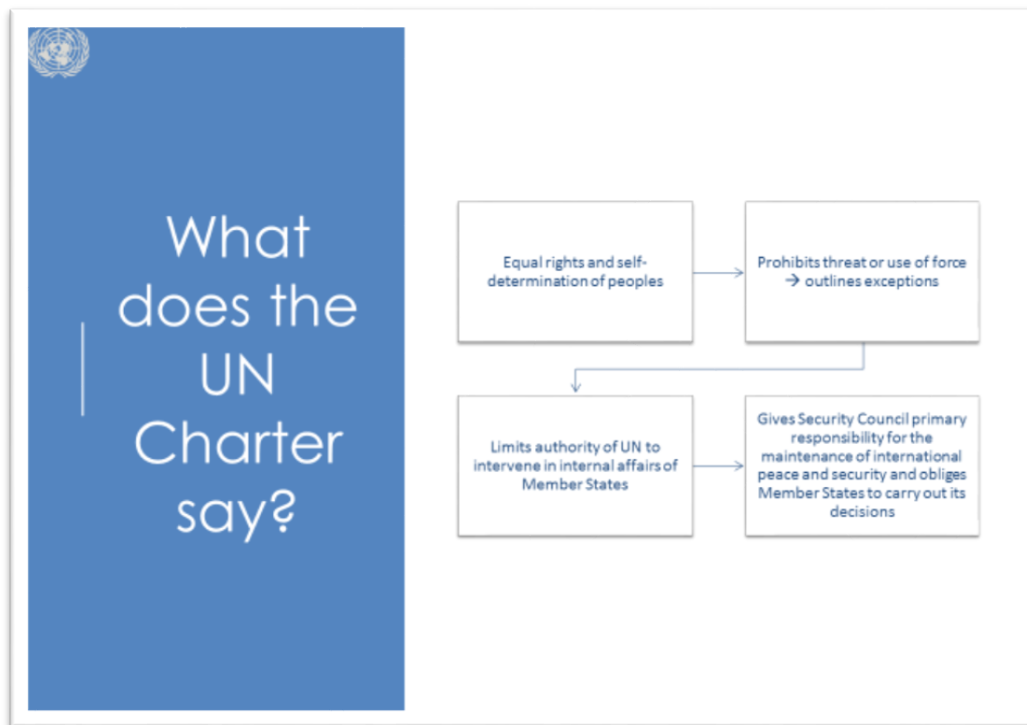 What
does the
UN
Charter
say?
Equal rights and self-
determination of peoples
Prohibits threat or use of force
→ outlines exceptions
Limits authority of UN to
intervene in internal affairs of
Member States
Gives Security Council primary
responsibility for the
maintenance of international
peace and security and obliges
Member States to carry out its
decisions